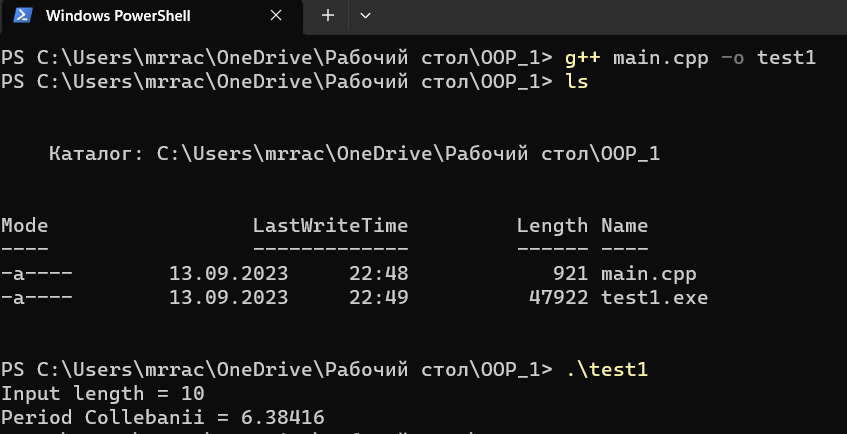 Windows PowerShell
PS C:\Users\mrrac\OneDrive\Рабочий стол\OOP_1> g++ main.cpp -o test1
PS C:\Users\mrrac\OneDrive\Рабочий стол\OOP_1> ls
Каталог: C:\Users\mrrac\OneDrive\Рабочий стол\OOP_1
Mode LastWriteTime Length Name
---- ------------- ------ ----
-a---- 13.09.2023 22:48 921 main.cpp
-a---- 13.09.2023 22:49 47922 test1.exe
PS C:\Users\mrrac\OneDrive\Рабочий стол\OOP_1> .\test1
Input length = 10
Period Collebanii = 6.38416